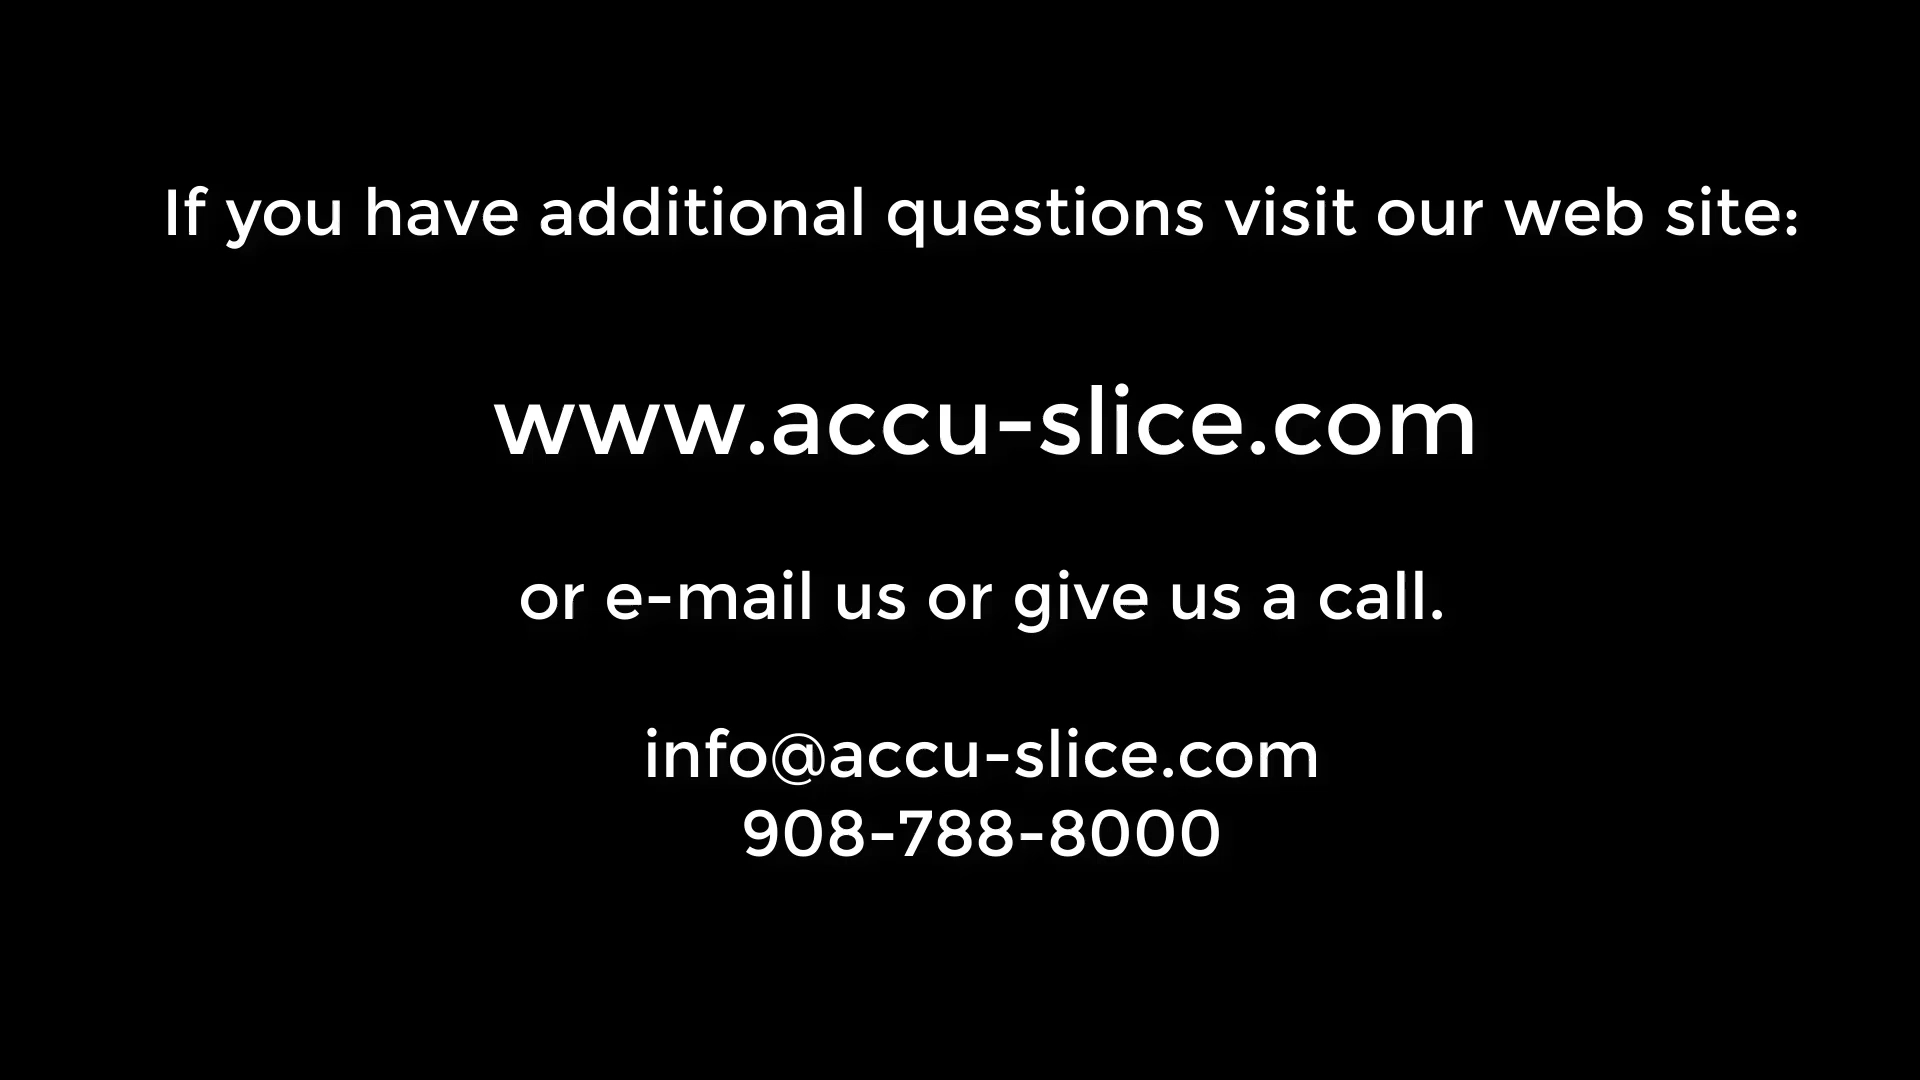 If you have additional questions visit our web site:
www.accu-slice.com
or e-mail us or give us a call.
info@accu-slice.com
908-788-8000